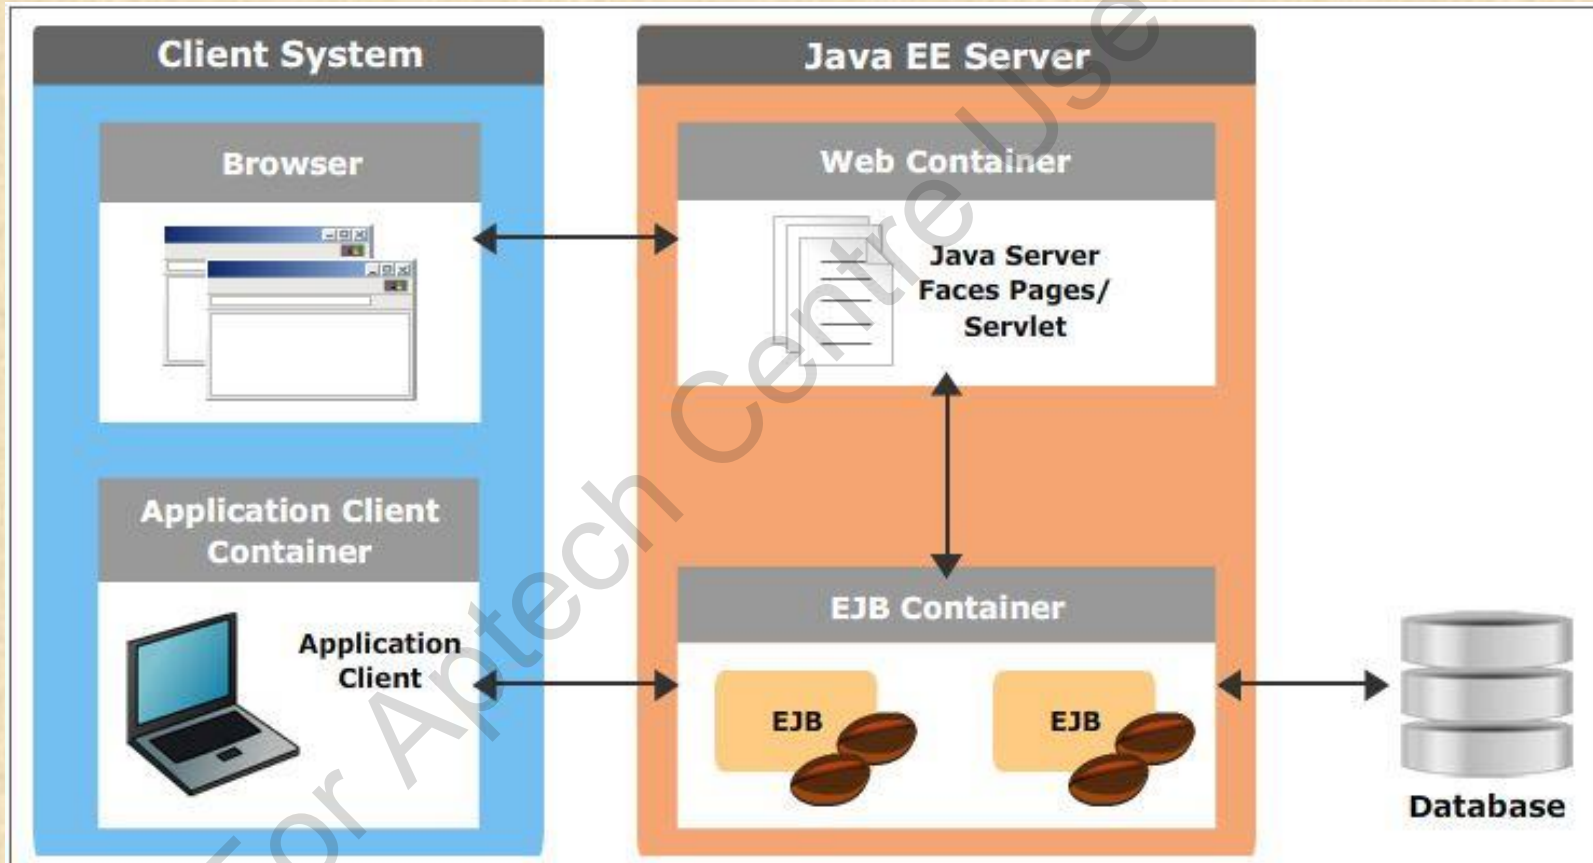 Client System
Browser
Application Client
Container
Application
Client
Java EE Server
Web Container
Java Server
Faces Pages/
Servlet
EJB Container
EJB
EJB
Database
For Aptech Centre Use